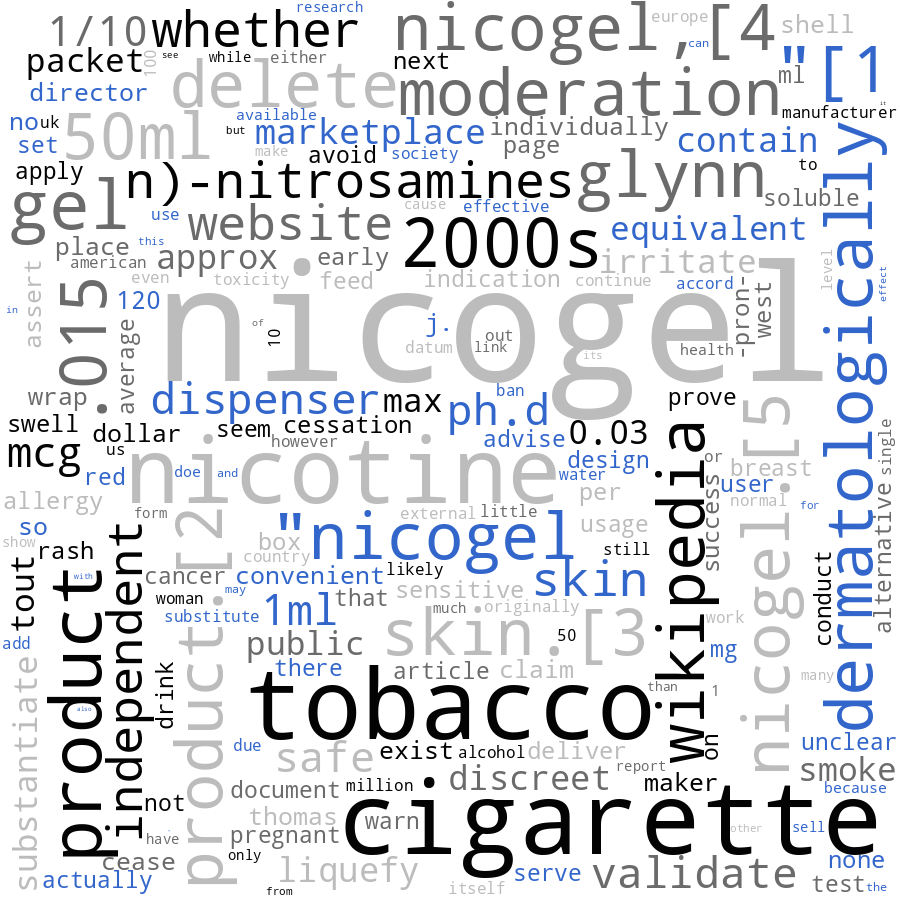 research
1/10
whether
nicogel,[4
europe
shell
can
packet
100
see
while
either
next
"[1
director
delete
moderation
ml
manufacturer
no
uk
50ml
available
individually
set
but
marketplace
page
contain
make
avoid
society
to
apply
n)-nitrosamines
glynn
soluble
gel
use
website
cause
effective
2000s
equivalent
dermatologically
place
this
approx
early
irritate
level
american
even
toxicity
feed
indication
continue
accord
effect
assert
.015
120
nicogel
-pron-
west
in
average
of
10
j.
out
datum
link
its
health
wrap
dispenser
max
ban
prove
ph.d
swell
dollar
seem
cessation
0.03
mcg
us
however
advise
design
wikipedia
or
nicogel.[5
red
nicotine
doe
and
water
breast
single
allergy
per
user
normal
for
so
form
external
little
success
alternative
show
product.[2
box
"nicogel
usage
rash
country
still
tout
independent
cancer
convenient
likely
skin
conduct
with
woman
may
sensitive
product
substitute
1ml
that
much
originally
work
add
public
skin.[3
50
mg
there
article
claim
many
substantiate
drink
tobacco
than
1
also
due
safe
exist
alcohol
deliver
on
unclear
discreet
report
smoke
document
million
maker
because
not
thomas
warn
cigarette
have
pregnant
other
sell
cease
only
liquefy
none
actually
serve
validate
test
the
from
itself